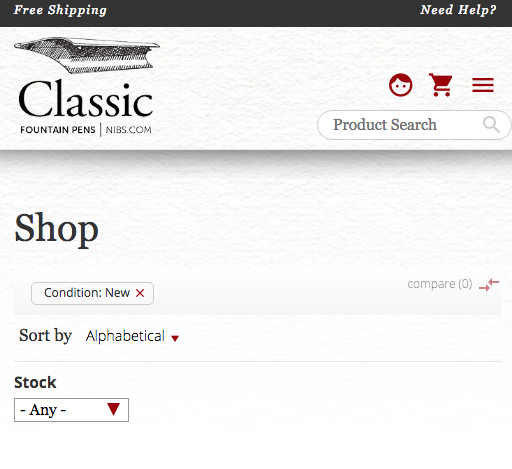 Free Shipping Need Help?
Classic
FOUNTAIN PENS | NIBS.COM
Product Search
Shop
Condition: New ×
compare (0)
Sort by Alphabetical
Stock
- Any -